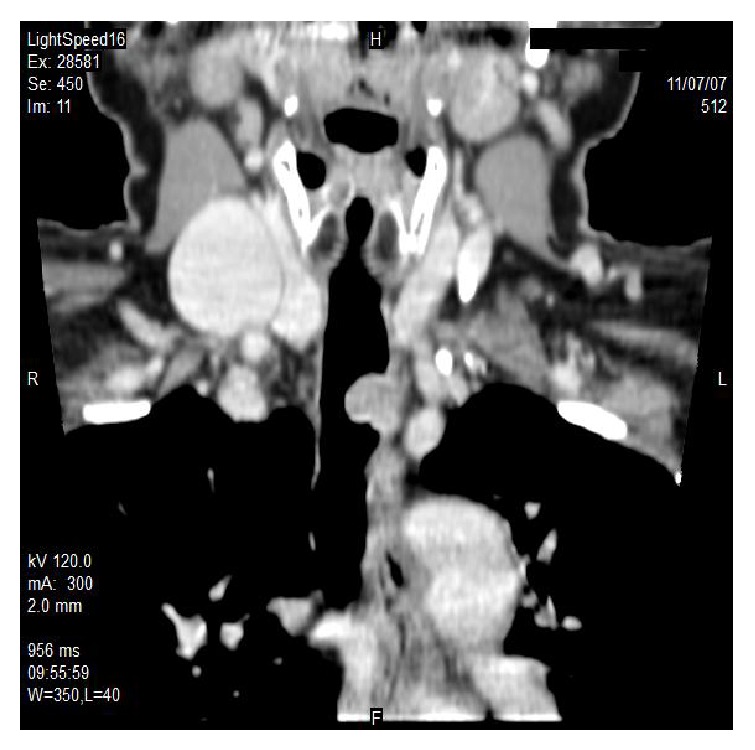 LightSpeed16
Ex: 28581
Se: 450
Im: 11
H
11/07/07
512
R
L
kV 120.0
mA: 300
2.0 mm
956 ms
09:55:59
W=350,L=40
F